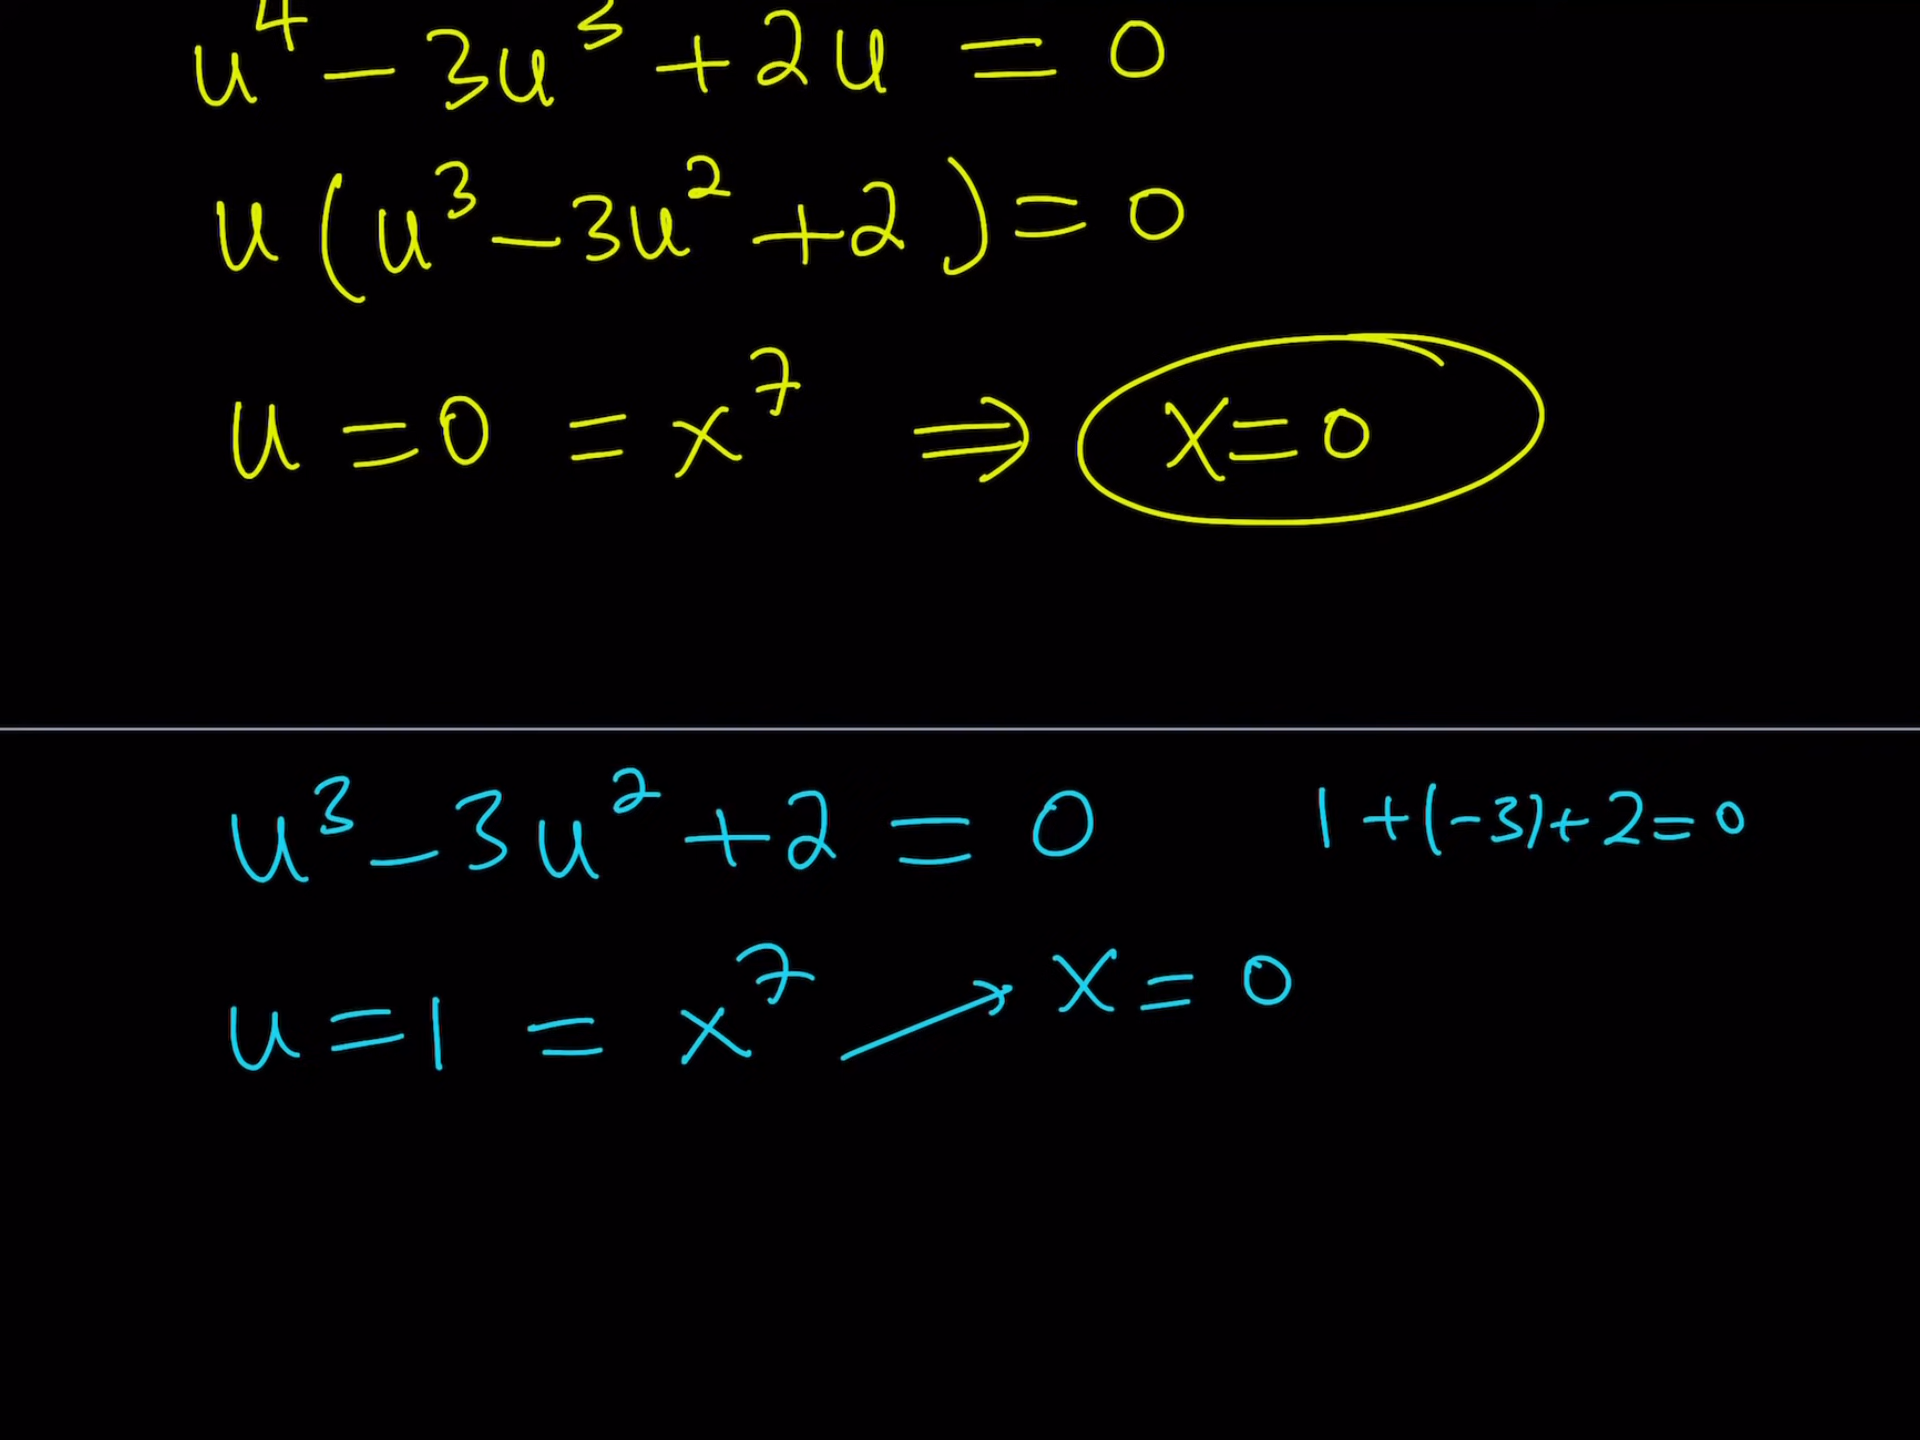 u⁴ − 3u³ + 2u = 0
u(u³ − 3u² + 2) = 0
u = 0 = x⁷ ⇒ x = 0
u³ − 3u² + 2 = 0 1 + (−3) + 2 = 0
u = 1 = x⁷ → x = 0